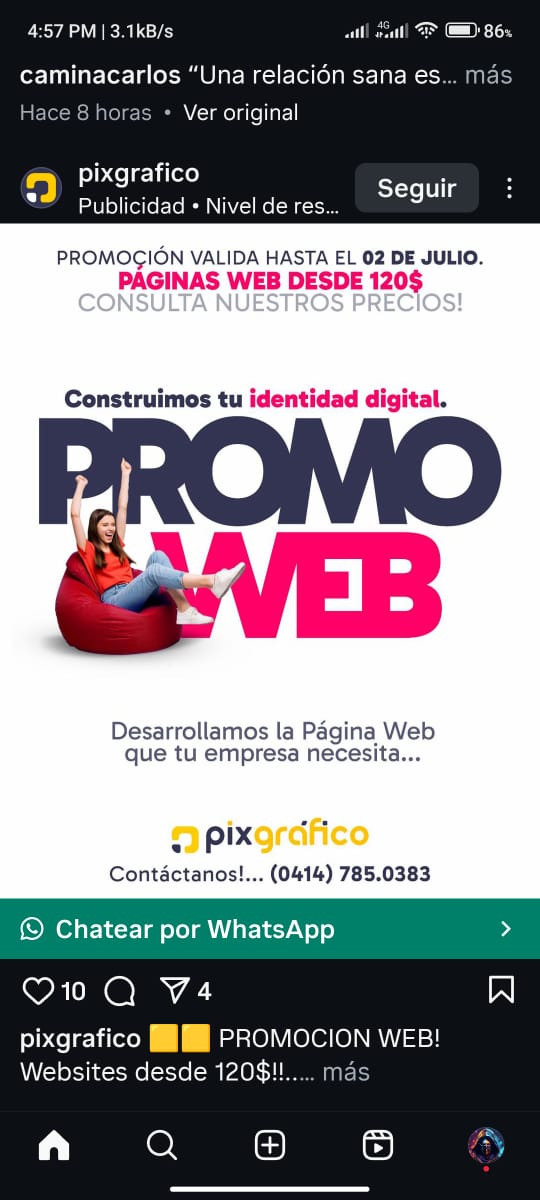 4:57 PM | 3.1kB/s 4G 86%
caminacarlos “Una relación sana es... más
Hace 8 horas • Ver original
pixgrafico
Publicidad • Nivel de res...
Seguir
PROMOCIÓN VALIDA HASTA EL 02 DE JULIO.
PÁGINAS WEB DESDE 120$
CONSULTA NUESTROS PRECIOS!
Construimos tu identidad digital.
PROMO
WEB
Desarrollamos la Página Web
que tu empresa necesita...
pixgráfico
Contáctanos!... (0414) 785.0383
Chatear por WhatsApp
10 4
pixgrafico 🟨🟨 PROMOCION WEB!
Websites desde 120$!!..... más